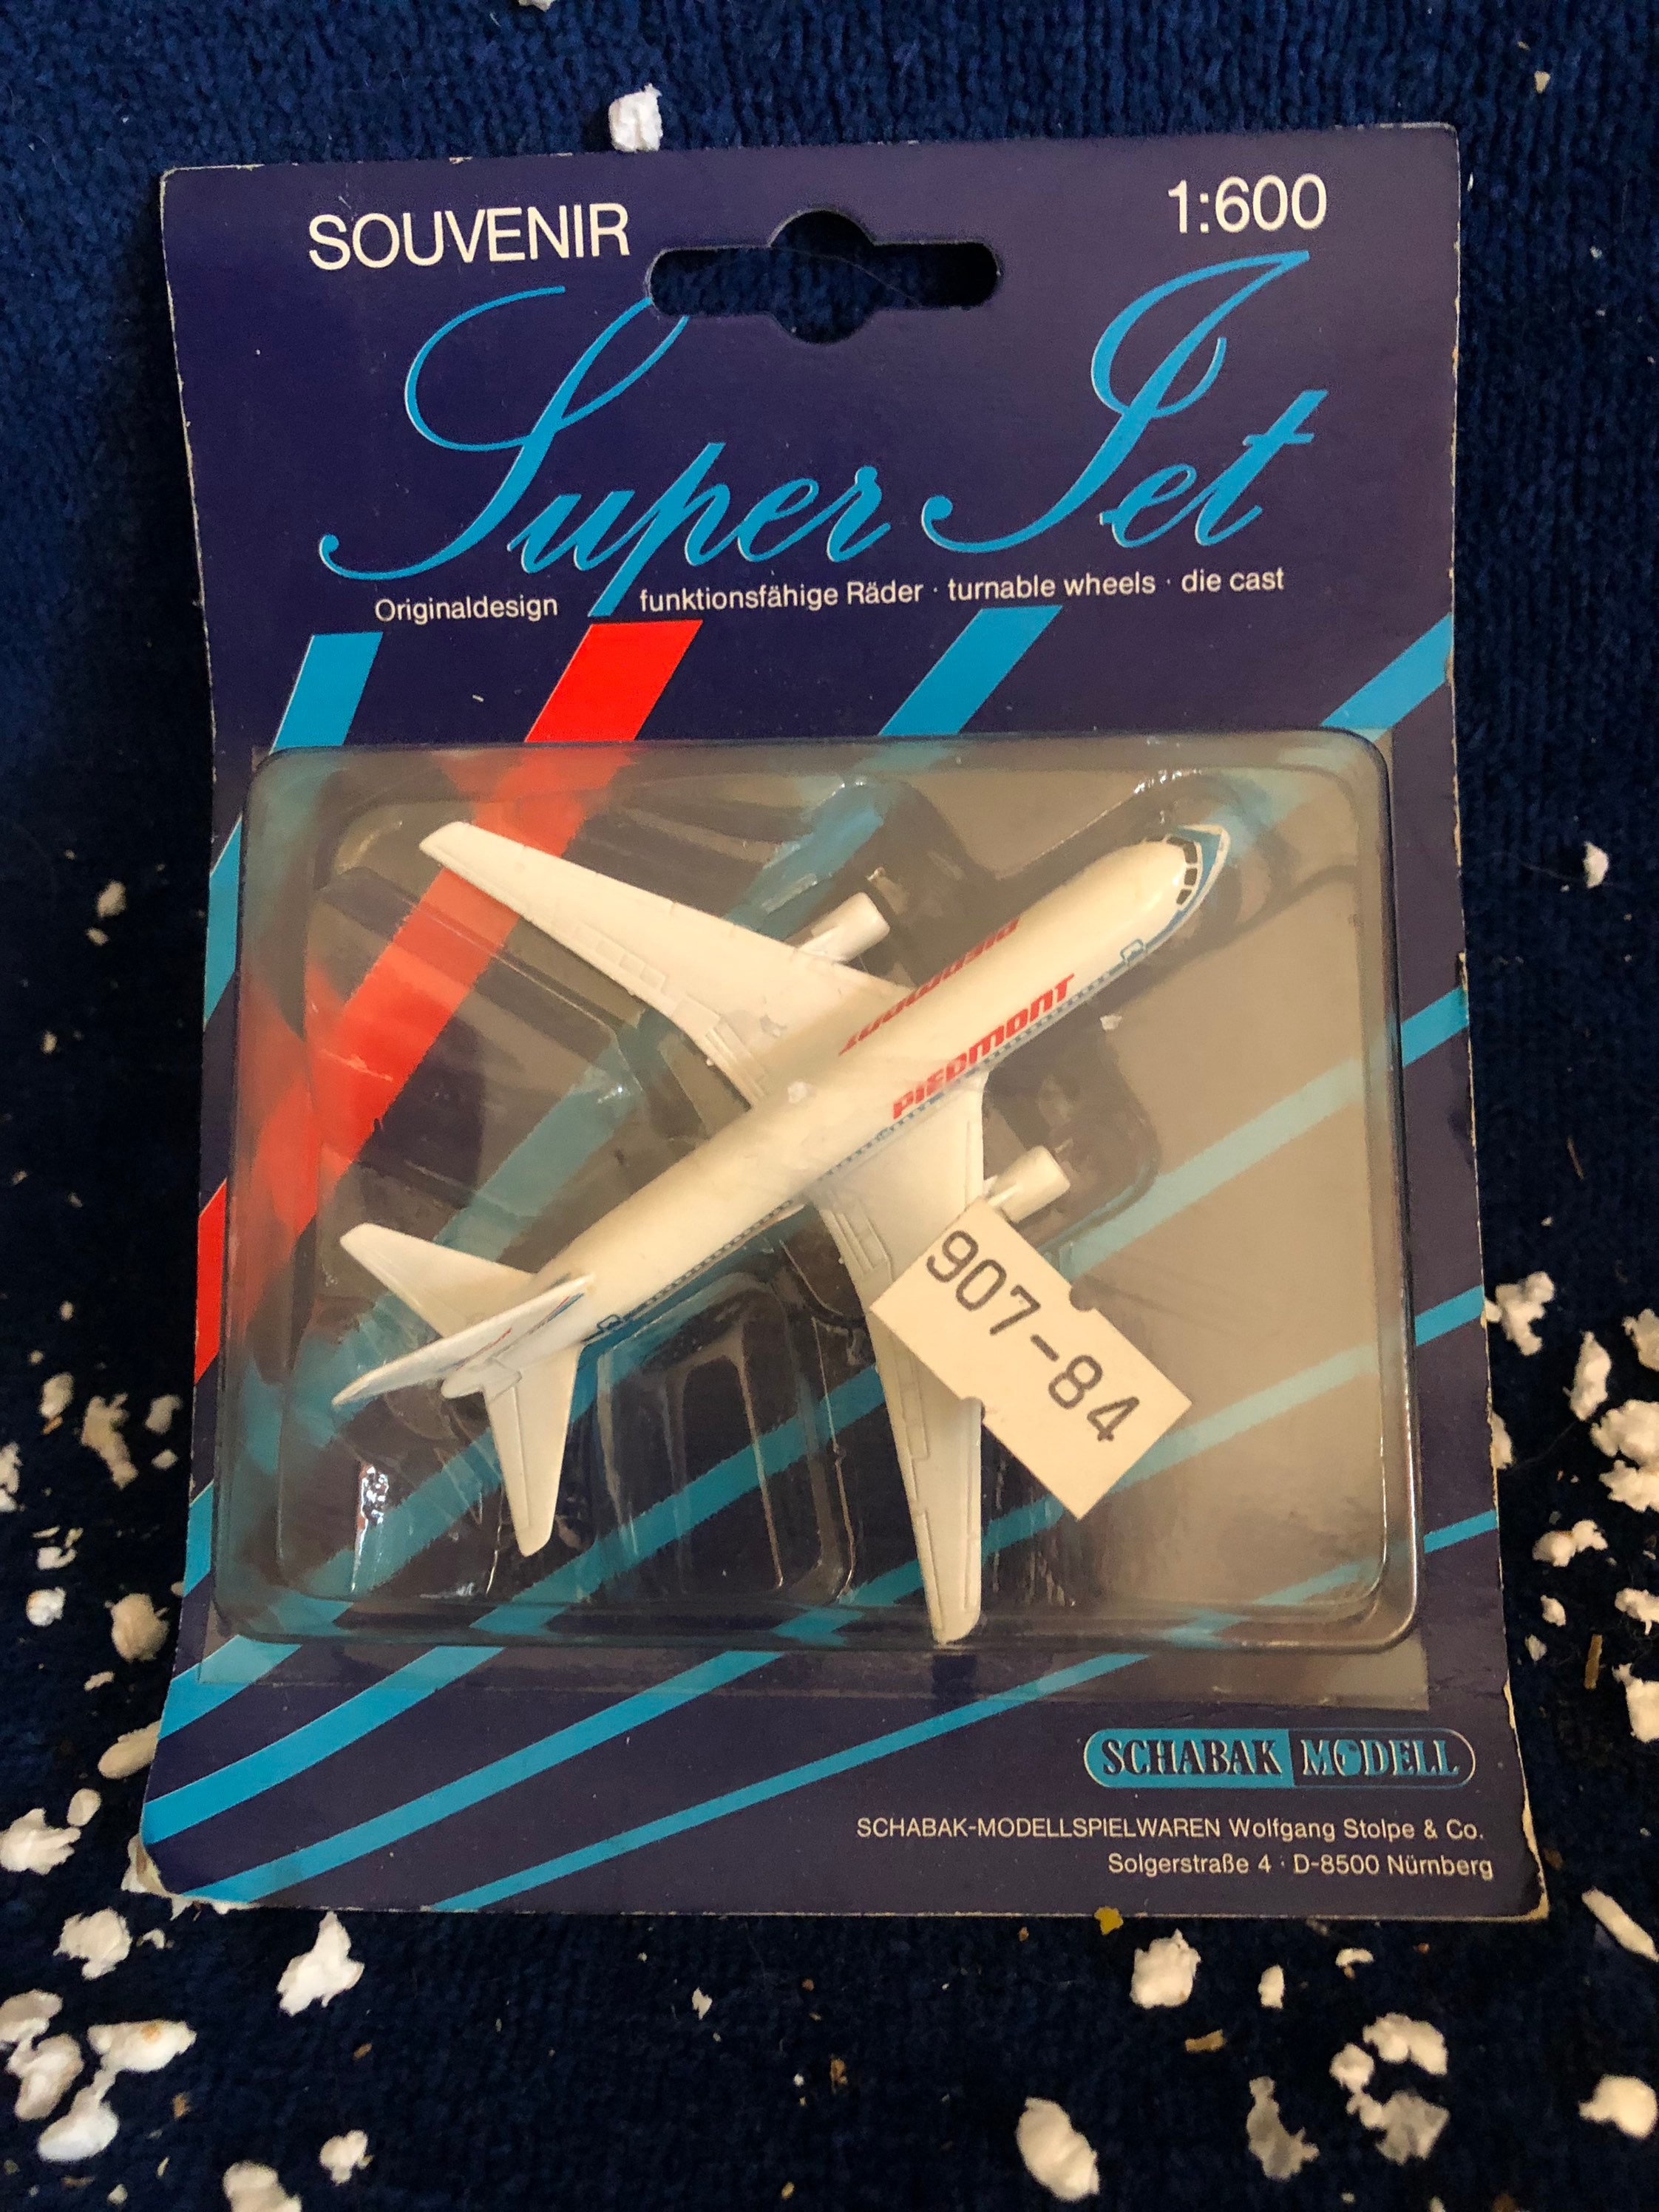 SOUVENIR
1:600
Super Jet
Originaldesign funktionsfähige Räder · turnable wheels · die cast
PIEDMONT
PIEDMONT
907-84
SCHABAK MODELL
SCHABAK-MODELLSPIELWAREN Wolfgang Stolpe & Co.
Solgerstraße 4 · D-8500 Nürnberg